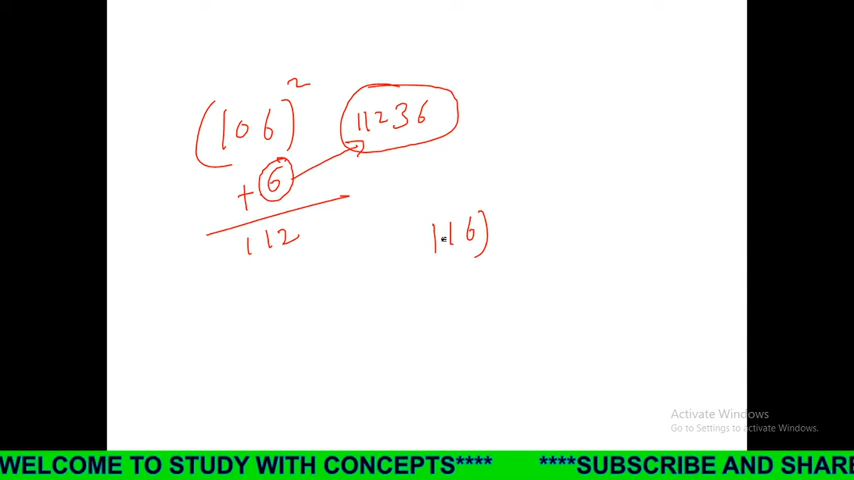 (106)²
11236
+6
112
116)
Activate Windows
Go to Settings to activate Windows.
WELCOME TO STUDY WITH CONCEPTS**** ****SUBSCRIBE AND SHARE